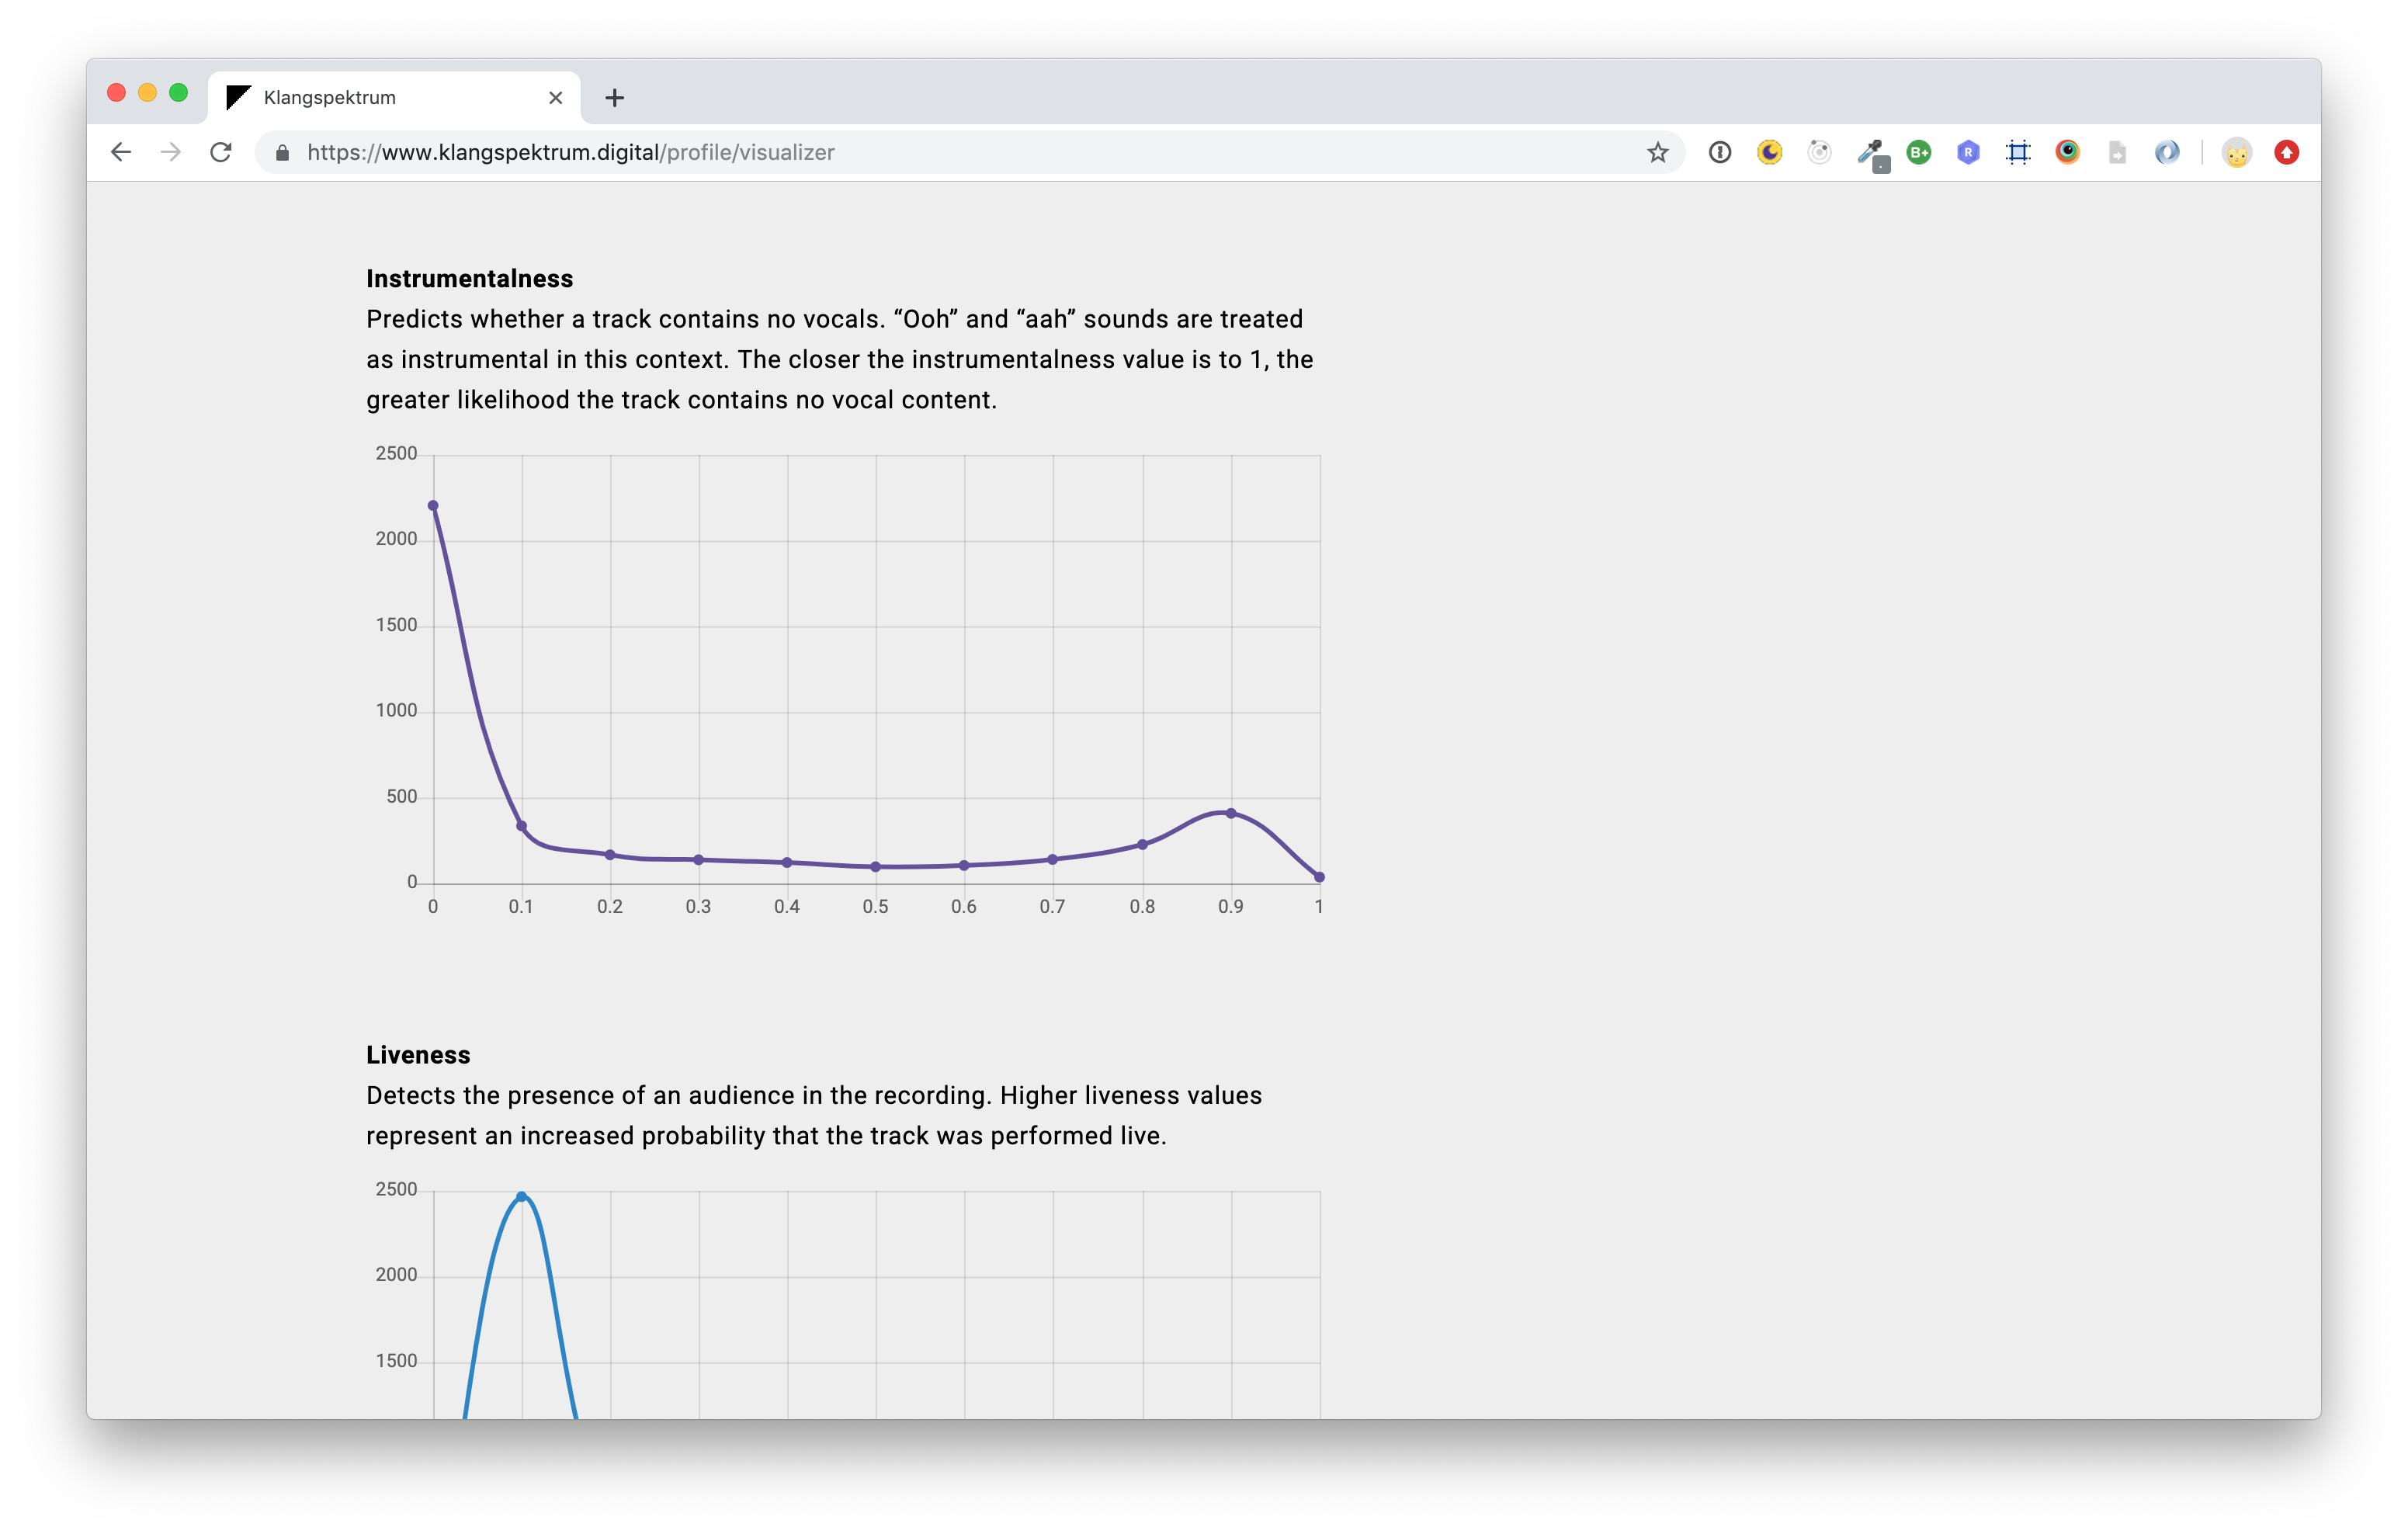 Klangspektrum
https://www.klangspektrum.digital/profile/visualizer
B+
R
Instrumentalness
Predicts whether a track contains no vocals. “Ooh” and “aah” sounds are treated
as instrumental in this context. The closer the instrumentalness value is to 1, the
greater likelihood the track contains no vocal content.
2500
2000
1500
1000
500
0
0 0.1 0.2 0.3 0.4 0.5 0.6 0.7 0.8 0.9 1
Liveness
Detects the presence of an audience in the recording. Higher liveness values
represent an increased probability that the track was performed live.
2500
2000
1500